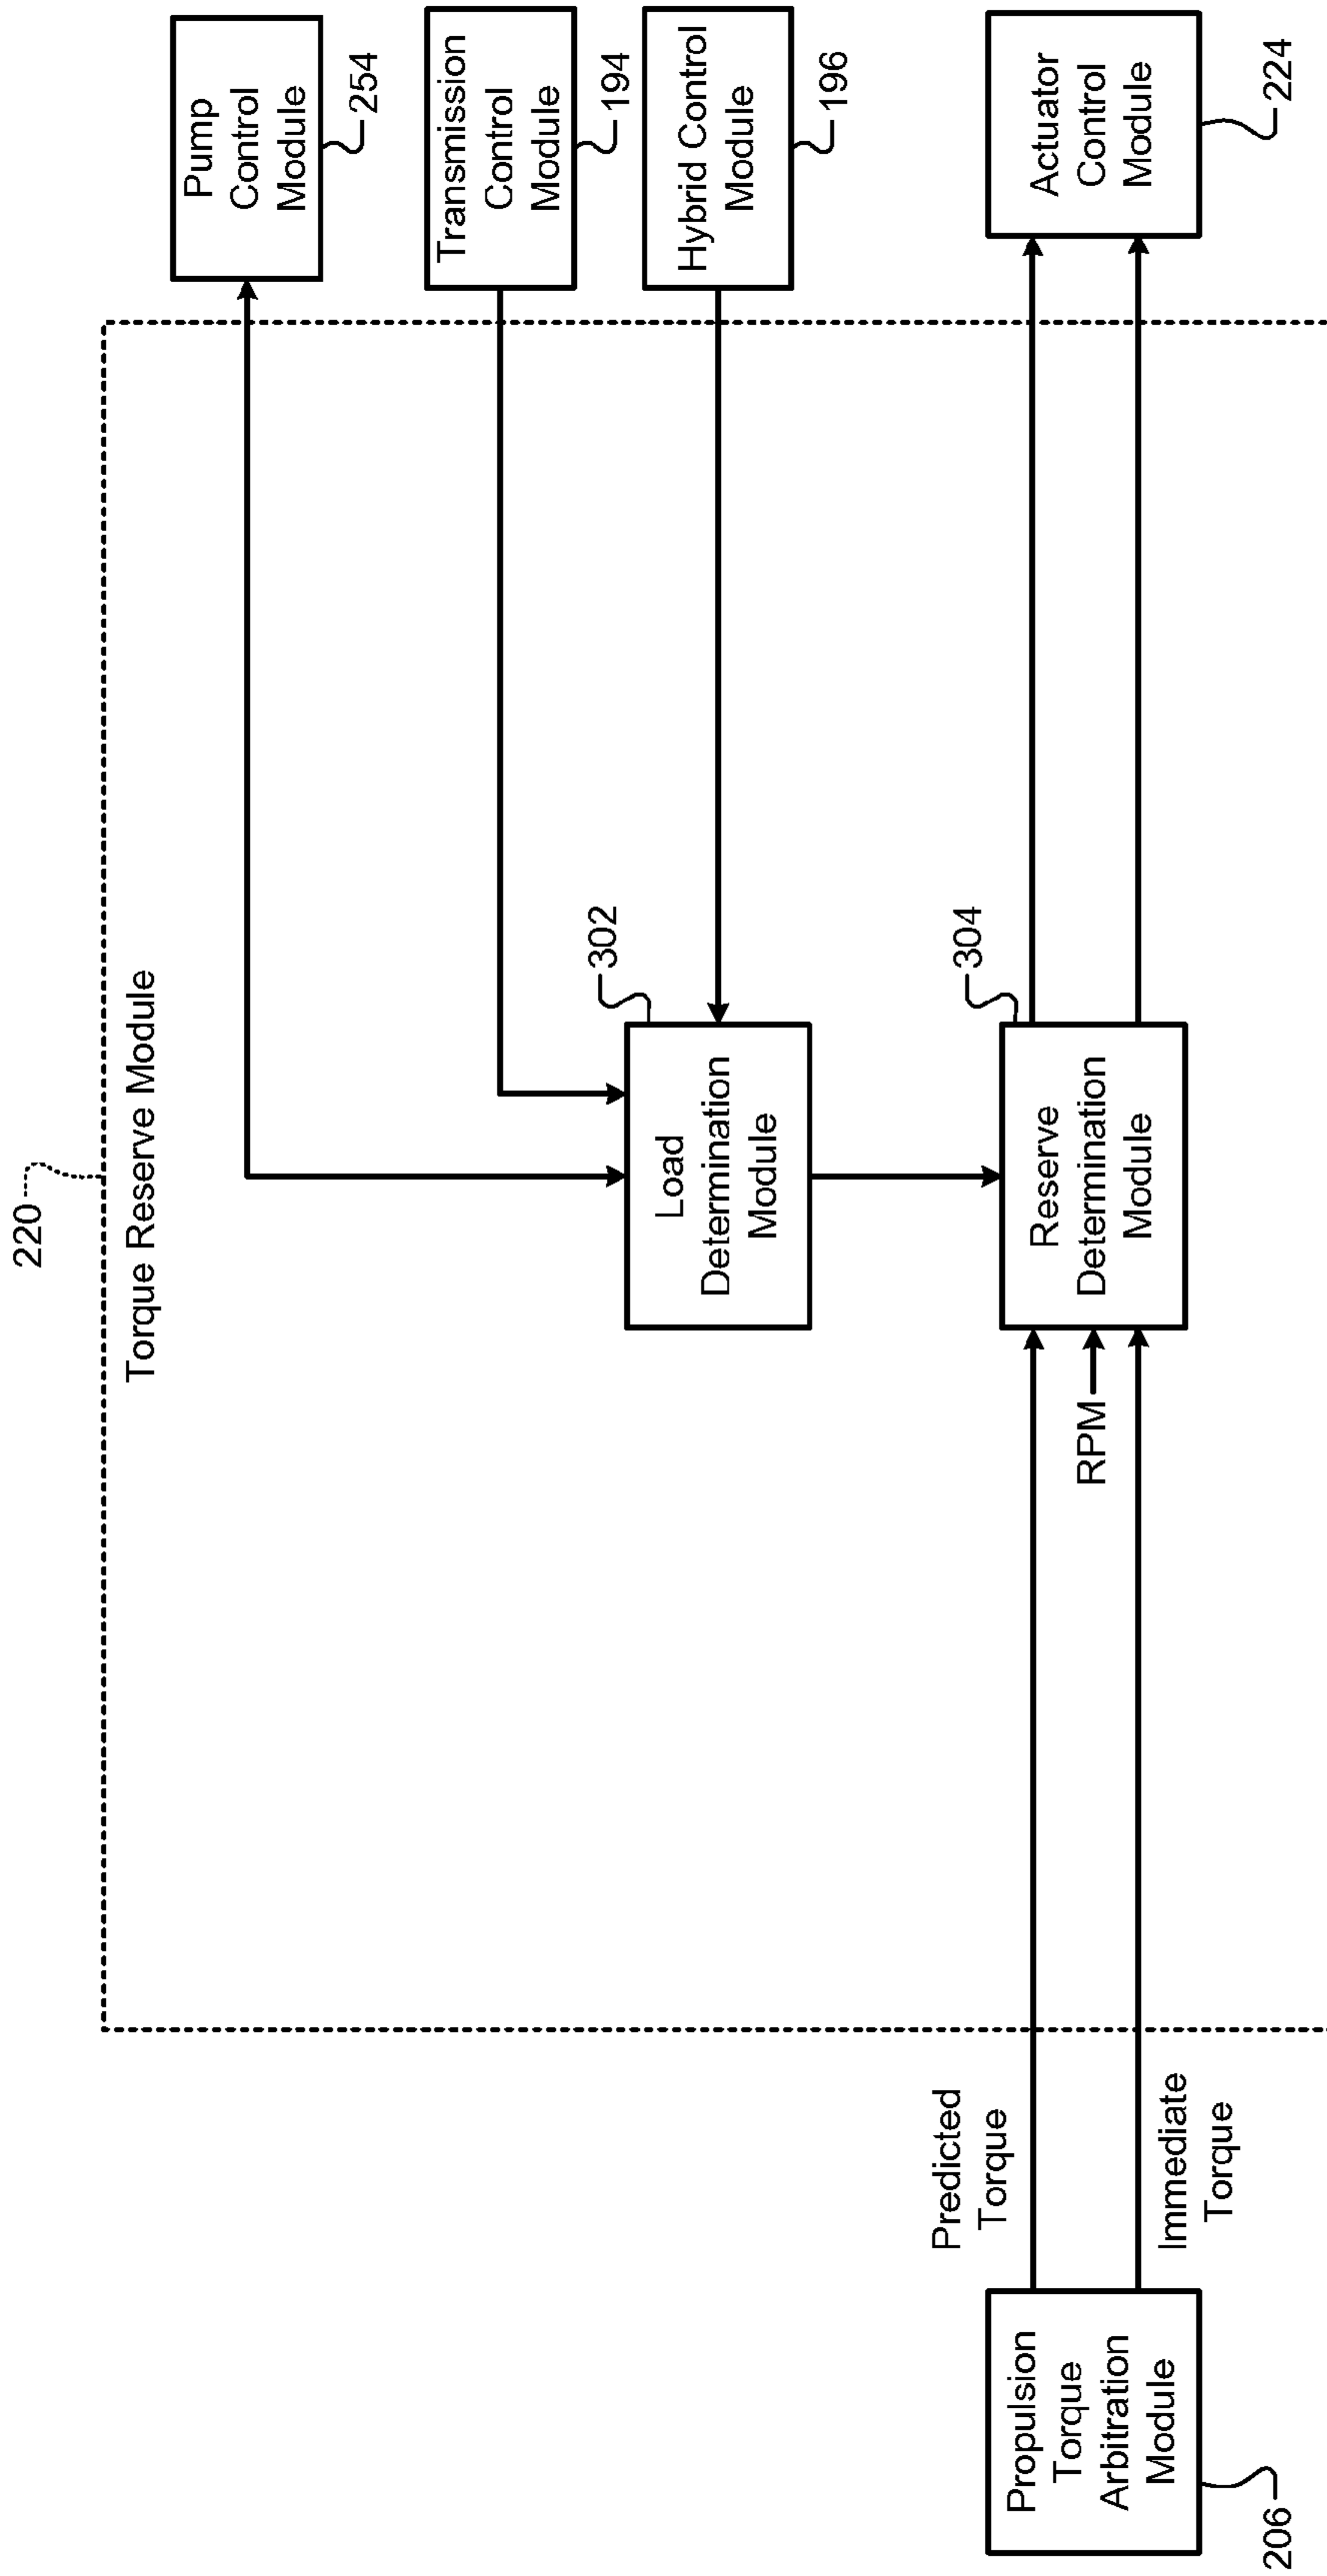 220
Torque Reserve Module
Pump
Control
Module
254
Transmission
Control
Module
194
Hybrid Control
Module
196
302
Load
Determination
Module
304
Reserve
Determination
Module
RPM
Actuator
Control
Module
224
Predicted
Torque
Immediate
Torque
Propulsion
Torque
Arbitration
Module
206